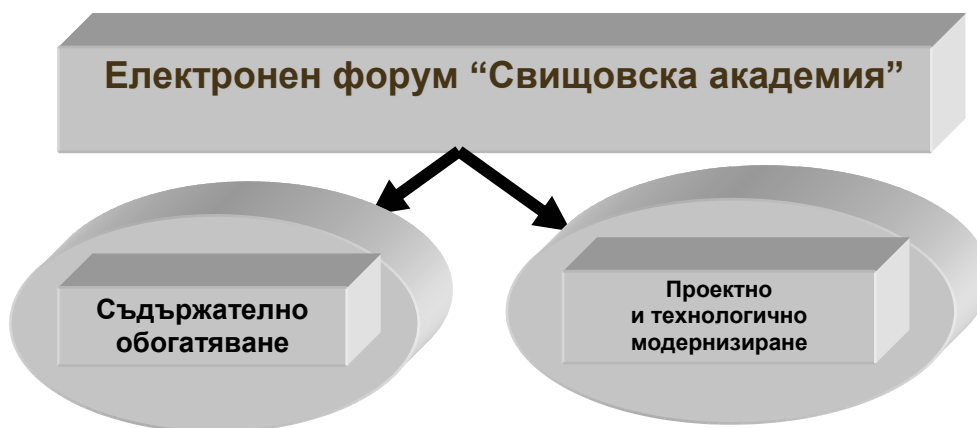 Електронен форум “Свищовска академия”
Съдържателно
обогатяване
Проектно
и технологично
модернизиране